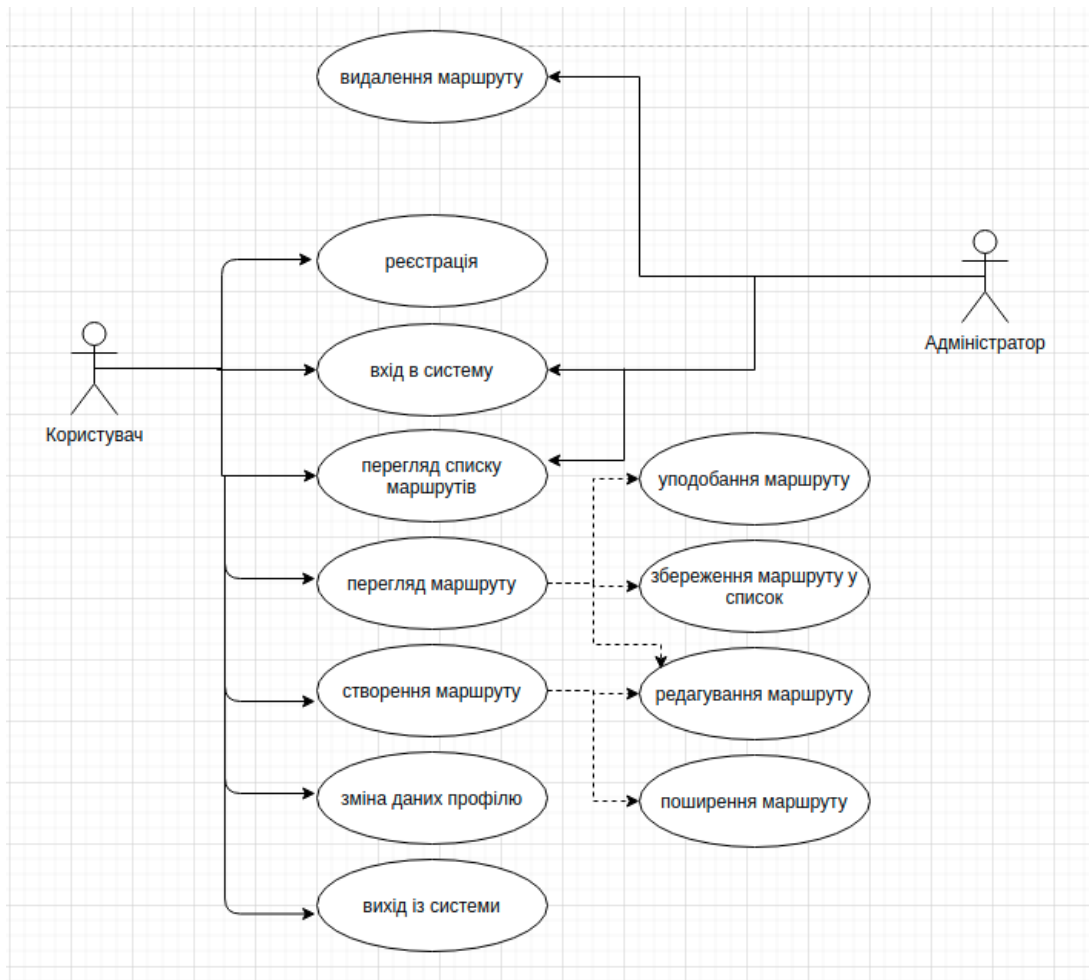 видалення маршруту
реєстрація
Адміністратор
вхід в систему
Користувач
перегляд списку
маршрутів
уподобання маршруту
перегляд маршруту
збереження маршруту у
список
створення маршруту
редагування маршруту
зміна даних профілю
поширення маршруту
вихід із системи